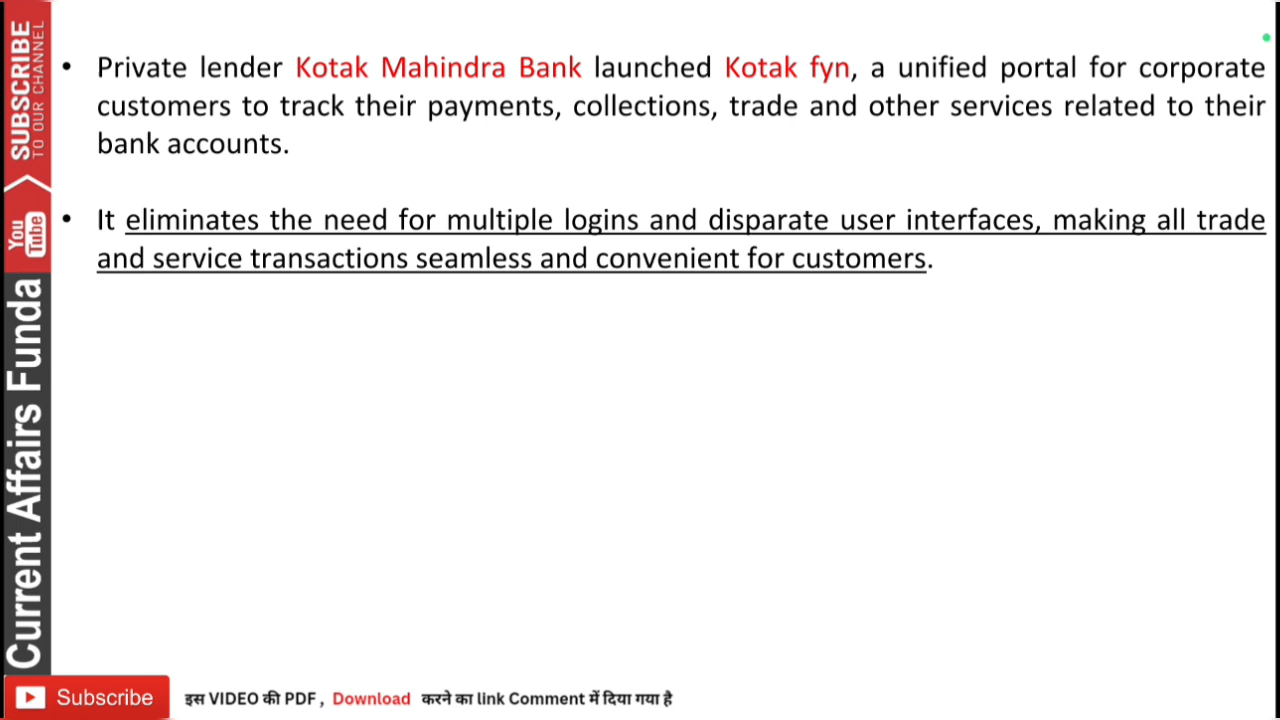 SUBSCRIBE
TO OUR CHANNEL
You
Tube
Current Affairs Funda
• Private lender Kotak Mahindra Bank launched Kotak fyn, a unified portal for corporate
customers to track their payments, collections, trade and other services related to their
bank accounts.
• It eliminates the need for multiple logins and disparate user interfaces, making all trade
and service transactions seamless and convenient for customers.
Subscribe
इस VIDEO की PDF , Download करने का link Comment में दिया गया है